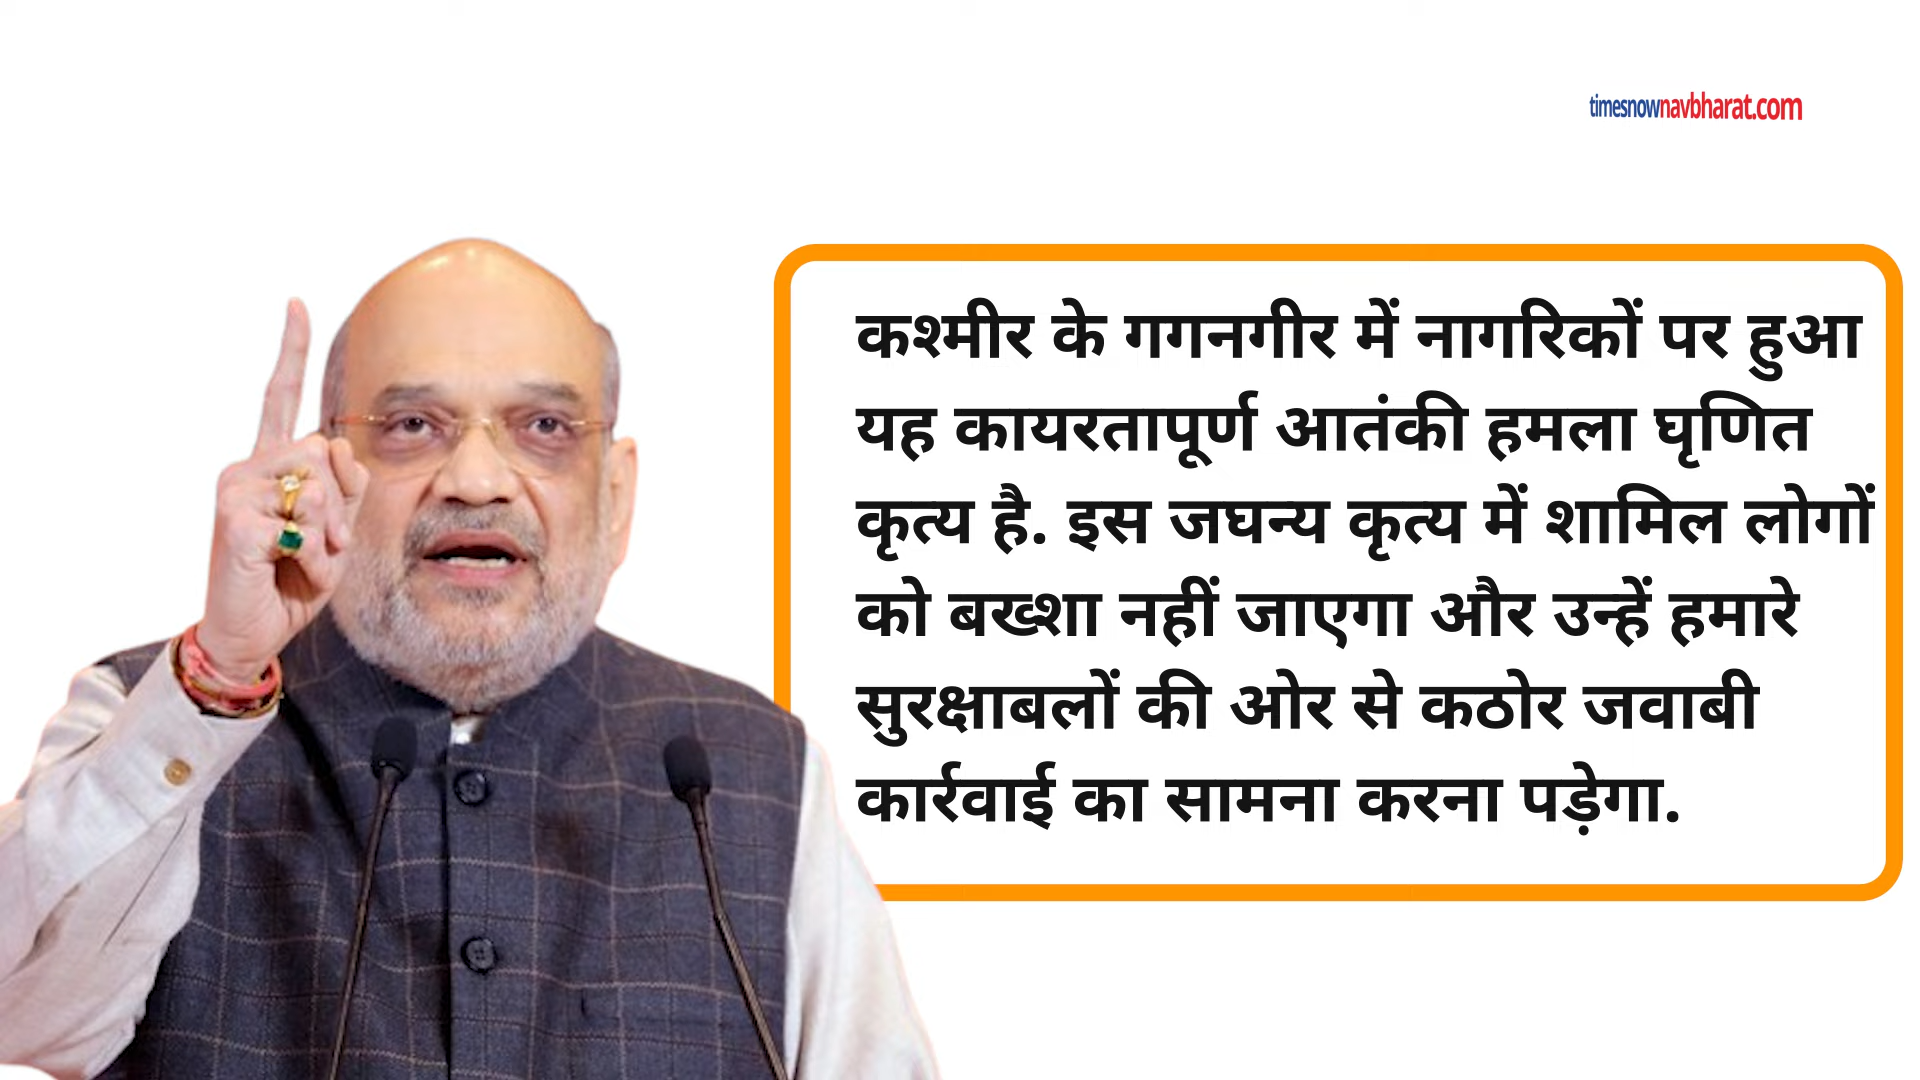 timesnownavbharat.com
कश्मीर के गगनगीर में नागरिकों पर हुआ
यह कायरतापूर्ण आतंकी हमला घृणित
कृत्य है. इस जघन्य कृत्य में शामिल लोगों
को बख्शा नहीं जाएगा और उन्हें हमारे
सुरक्षाबलों की ओर से कठोर जवाबी
कार्रवाई का सामना करना पड़ेगा.